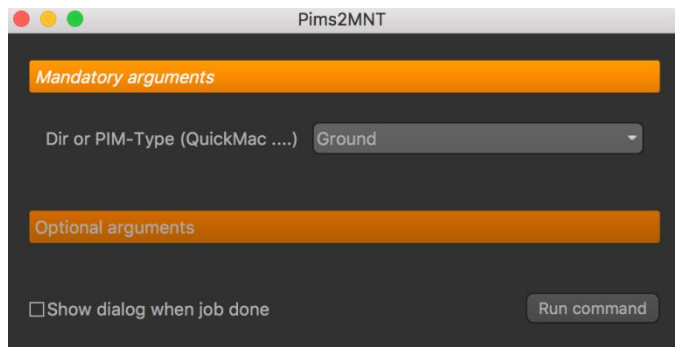 Pims2MNT
Mandatory arguments
Dir or PIM-Type (QuickMac ....) Ground
Optional arguments
Show dialog when job done Run command